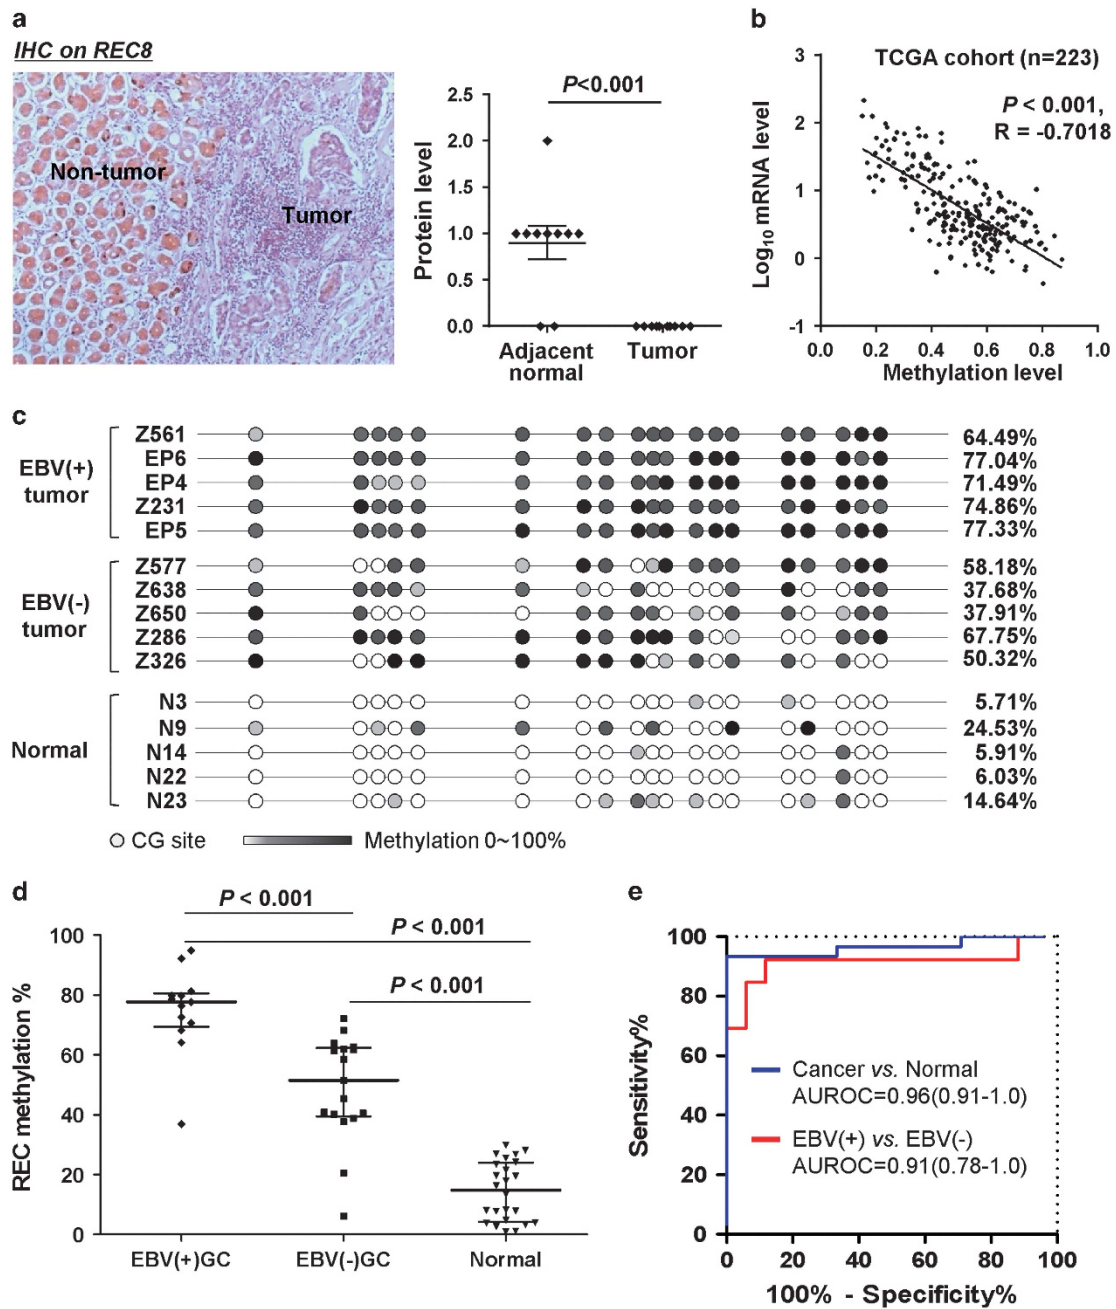 a
IHC on REC8
Non-tumor
Tumor
Protein level
2.5
2.0
1.5
1.0
0.5
0.0
P<0.001
Adjacent
normal
Tumor
b
TCGA cohort (n=223)
P < 0.001,
R = -0.7018
Log10 mRNA level
3
2
1
0
-1
0.0 0.2 0.4 0.6 0.8 1.0
Methylation level
c
EBV(+)
tumor
Z561 64.49%
EP6 77.04%
EP4 71.49%
Z231 74.86%
EP5 77.33%
EBV(-)
tumor
Z577 58.18%
Z638 37.68%
Z650 37.91%
Z286 67.75%
Z326 50.32%
Normal
N3 5.71%
N9 24.53%
N14 5.91%
N22 6.03%
N23 14.64%
CG site Methylation 0~100%
d
P < 0.001
P < 0.001
P < 0.001
REC methylation %
100
80
60
40
20
0
EBV(+)GC EBV(-)GC Normal
e
Sensitivity%
100
80
60
40
20
0
Cancer vs. Normal
AUROC=0.96(0.91-1.0)
EBV(+) vs. EBV(-)
AUROC=0.91(0.78-1.0)
0 20 40 60 80 100
100% - Specificity%